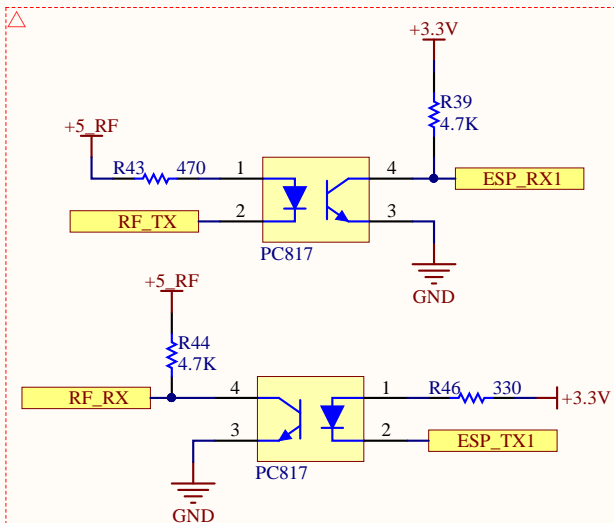 +3.3V
R39
4.7K
+5_RF
R43 470
1
4
ESP_RX1
RF_TX
2
3
PC817
GND
+5_RF
R44
4.7K
RF_RX
4
1
R46 330
+3.3V
3
2
ESP_TX1
PC817
GND